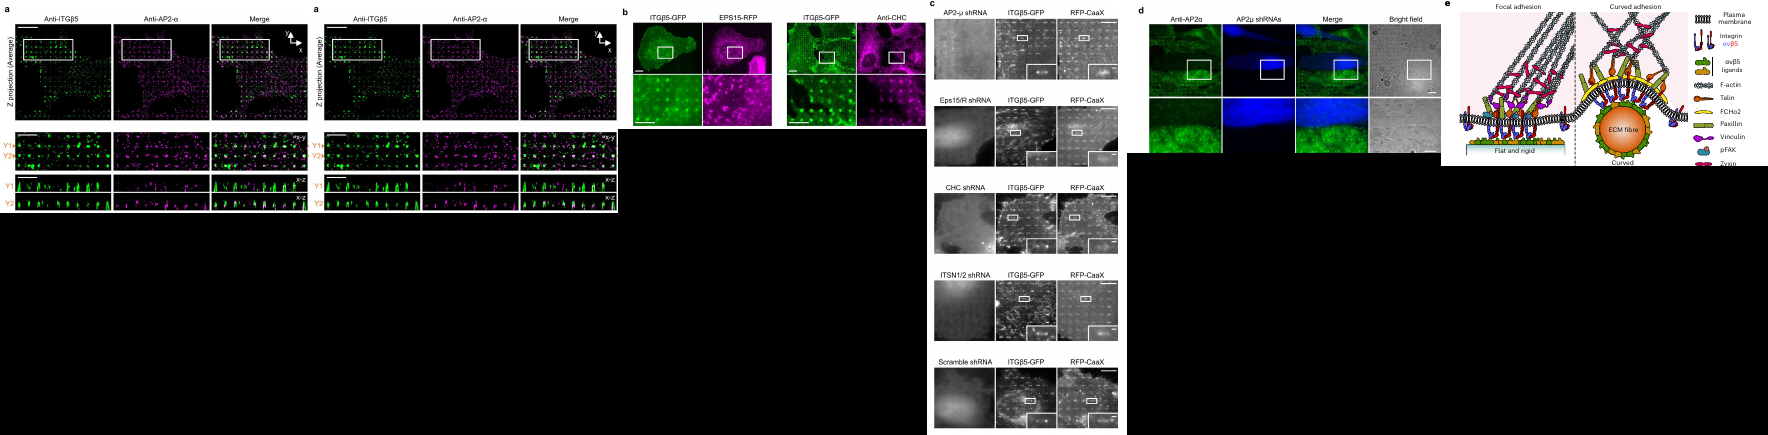 a
Anti-ITGβ5 Anti-AP2-α Merge
Z projection (Average)
y
x
x-y
Y1
Y2
Y1
x-z
Y2
x-z
a
Anti-ITGβ5 Anti-AP2-α Merge
Z projection (Average)
y
x
x-y
Y1
Y2
Y1
x-z
Y2
x-z
b
ITGβ5-GFP EPS15-RFP ITGβ5-GFP Anti-CHC
c
AP2-μ shRNA ITGβ5-GFP RFP-CaaX
Eps15/R shRNA ITGβ5-GFP RFP-CaaX
CHC shRNA ITGβ5-GFP RFP-CaaX
ITSN1/2 shRNA ITGβ5-GFP RFP-CaaX
Scramble shRNA ITGβ5-GFP RFP-CaaX
d
Anti-AP2α AP2μ shRNAs Merge Bright field
e
Focal adhesion Curved adhesion
Flat and rigid
ECM fibre
Curved
Plasma
membrane
Integrin
αvβ5
αvβ5
ligands
F-actin
Talin
FCHo2
Paxillin
Vinculin
pFAK
Zyxin